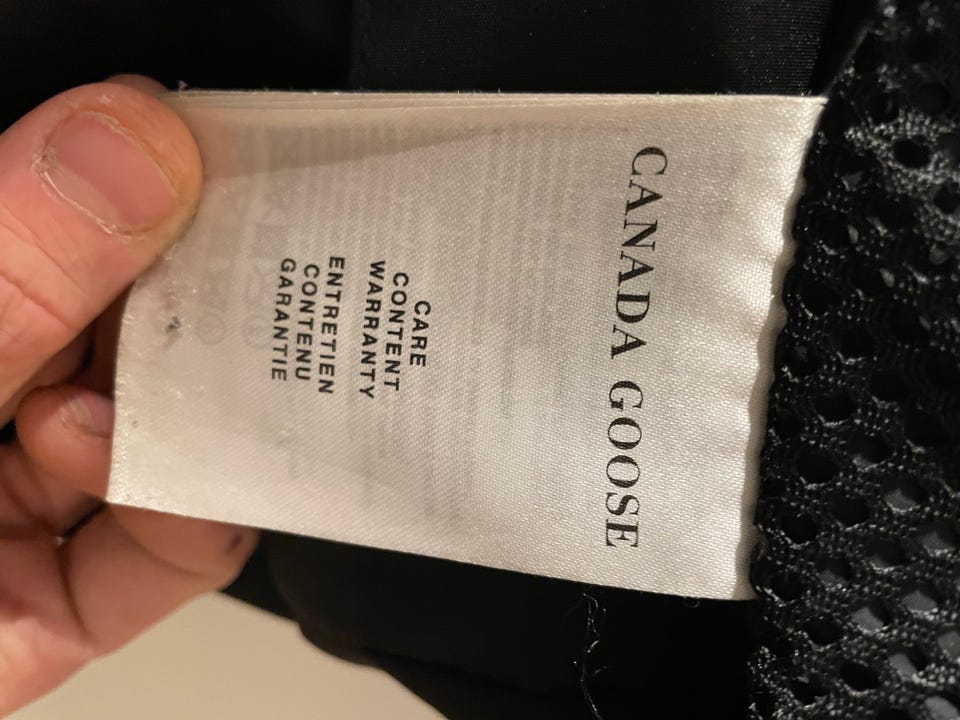 CANADA GOOSE
CARE
CONTENT
WARRANTY
ENTRETIEN
CONTENU
GARANTIE